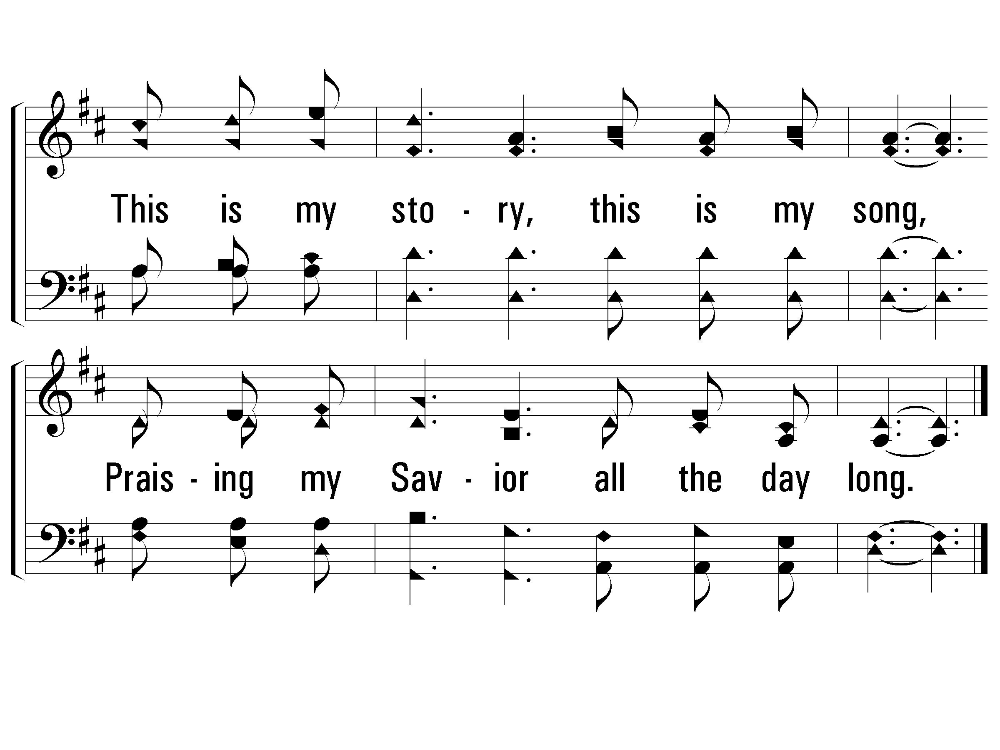 This is my sto - ry, this is my song,
Prais - ing my Sav - ior all the day long.